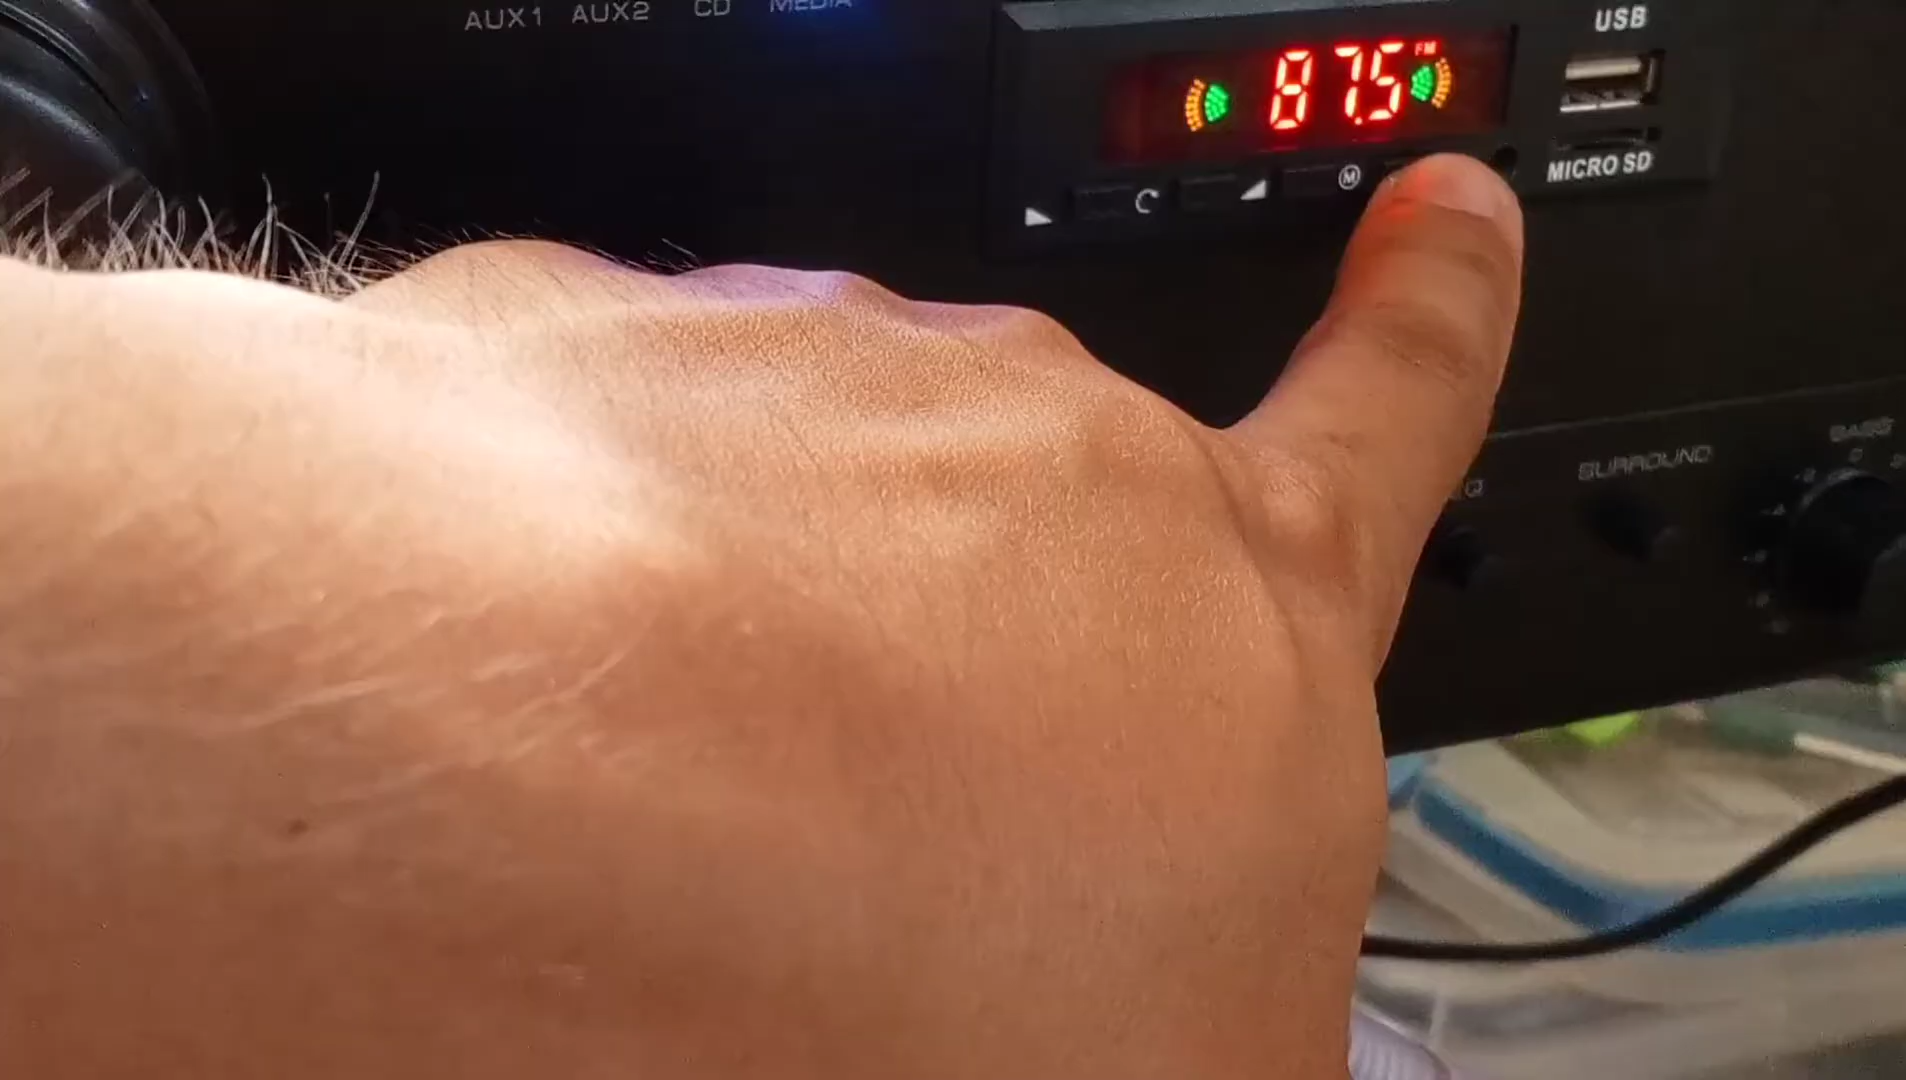 AUX1 AUX2 CD MEDIA
USB
FM
87.5
M
MICRO SD
SURROUND
BASS